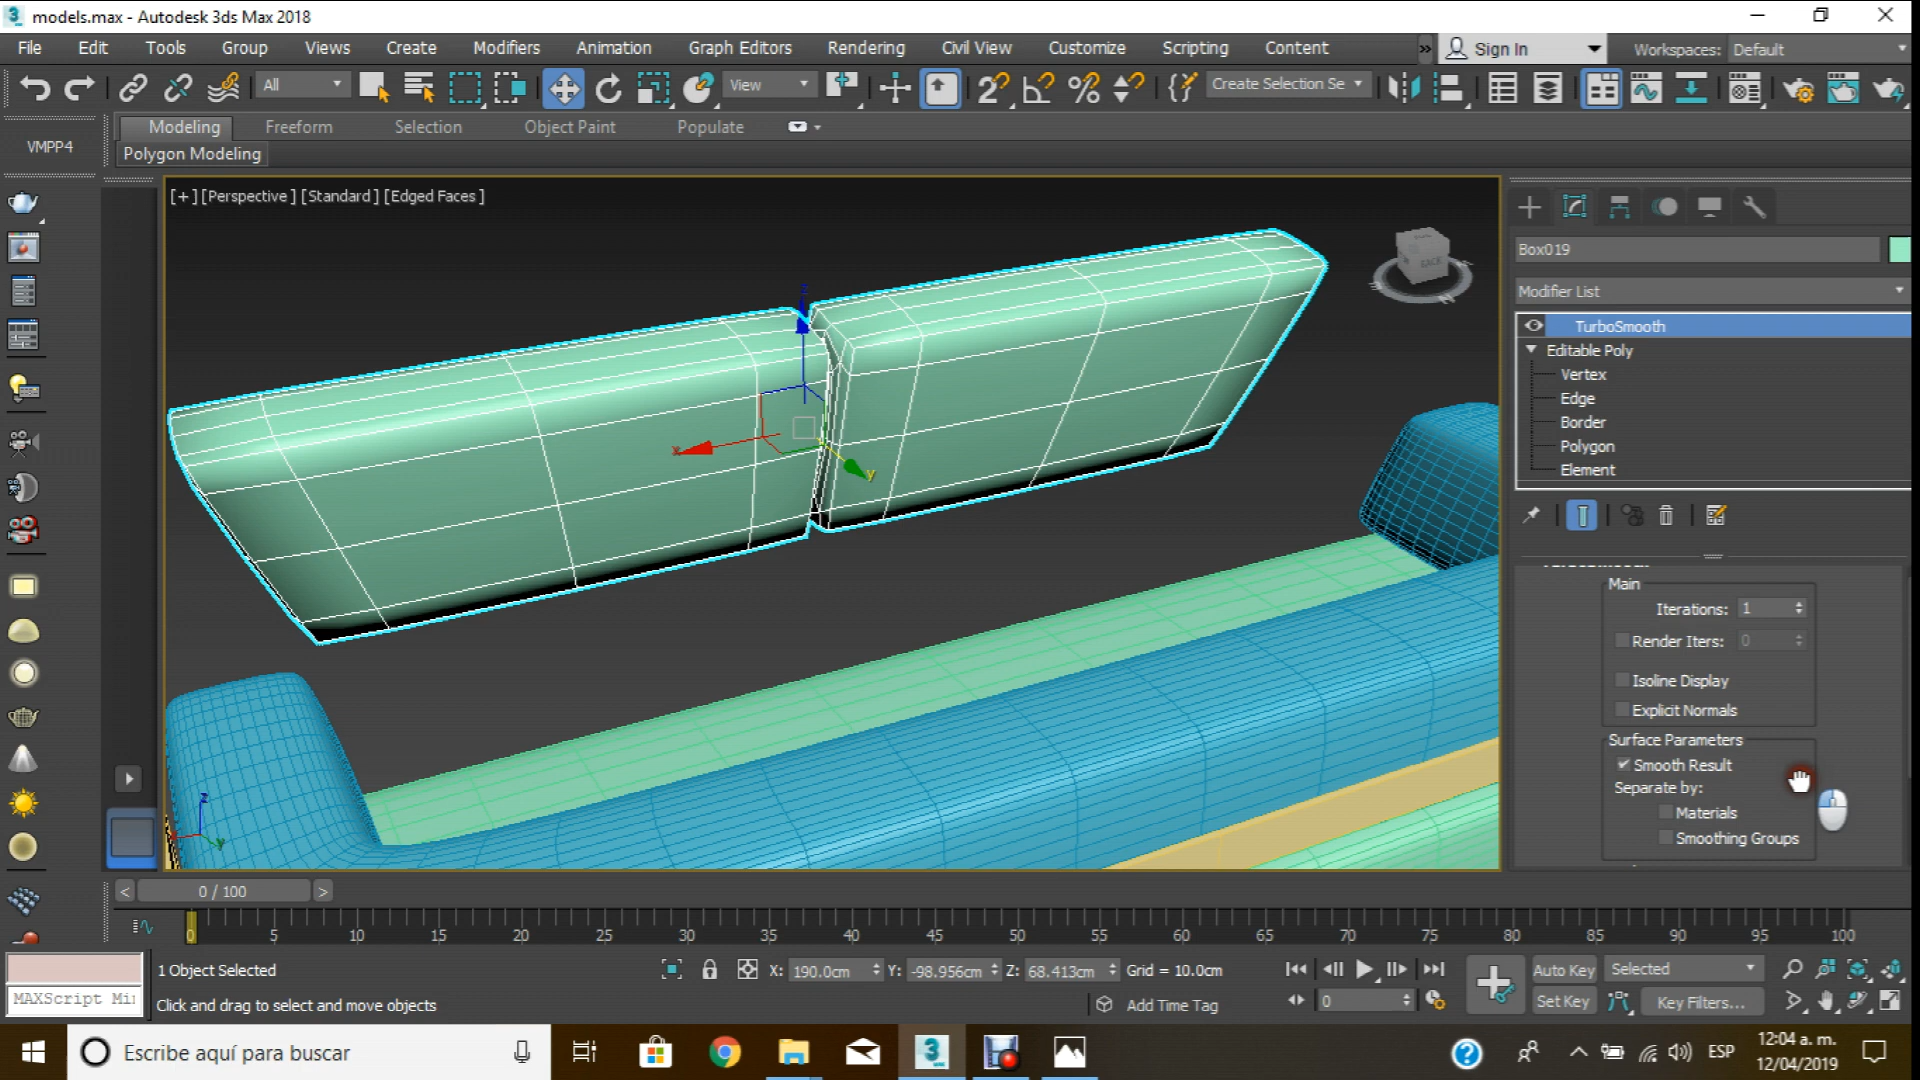 models.max - Autodesk 3ds Max 2018
File Edit Tools Group Views Create Modifiers Animation Graph Editors Rendering Civil View Customize Scripting Content » Sign In Workspaces: Default
All View Create Selection Se
Modeling Freeform Selection Object Paint Populate
VMPP4
Polygon Modeling
[+] [Perspective] [Standard] [Edged Faces]
Box019
BACK
Modifier List
TurboSmooth
Editable Poly
Vertex
Edge
Border
Polygon
Element
z
x
y
Main
Iterations: 1
Render Iters: 0
Isoline Display
Explicit Normals
Surface Parameters
Smooth Result
Separate by:
Materials
Smoothing Groups
z
y
< 0 / 100 >
0 5 10 15 20 25 30 35 40 45 50 55 60 65 70 75 80 85 90 95 100
1 Object Selected X: 190.0cm Y: -98.956cm Z: 68.413cm Grid = 10.0cm Auto Key Selected
MAXScript Mi Click and drag to select and move objects Add Time Tag 0 Set Key Key Filters...
Escribe aquí para buscar
3
ESP
12:04 a. m.
12/04/2019